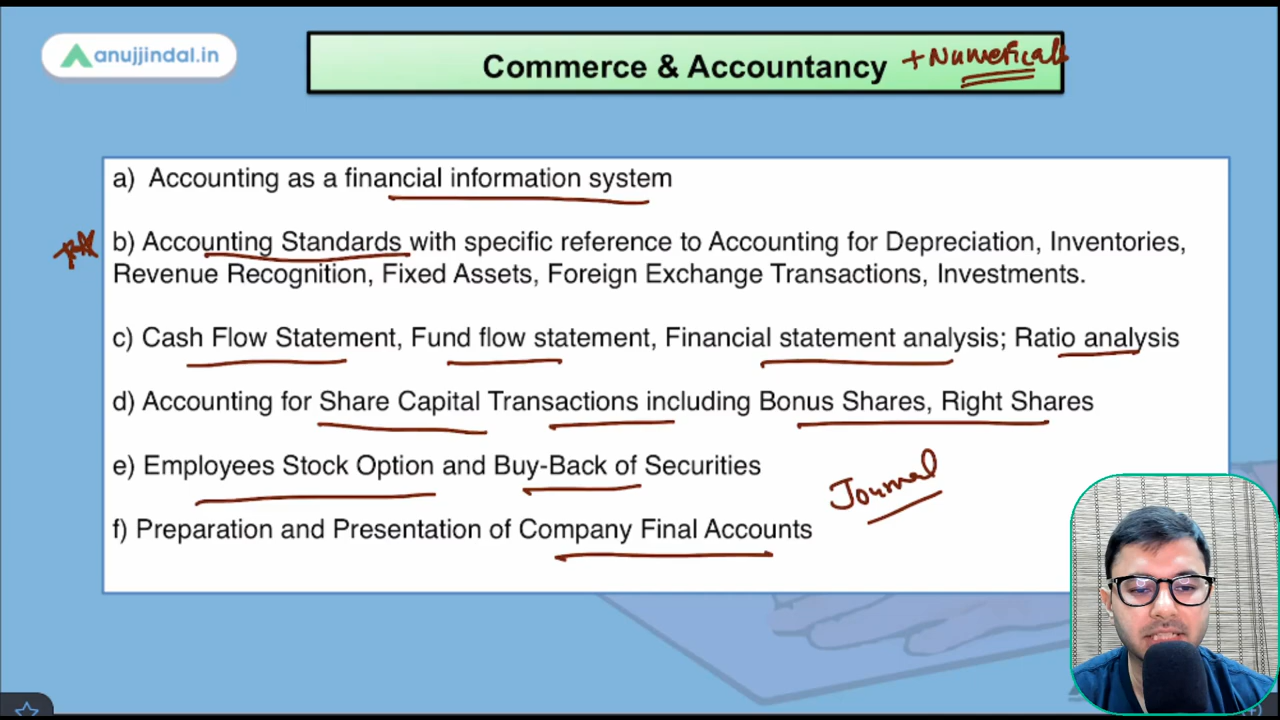 anujjindal.in
Commerce & Accountancy + Numericals
a) Accounting as a financial information system
b) Accounting Standards with specific reference to Accounting for Depreciation, Inventories,
Revenue Recognition, Fixed Assets, Foreign Exchange Transactions, Investments.
c) Cash Flow Statement, Fund flow statement, Financial statement analysis; Ratio analysis
d) Accounting for Share Capital Transactions including Bonus Shares, Right Shares
e) Employees Stock Option and Buy-Back of Securities
Journal
f) Preparation and Presentation of Company Final Accounts